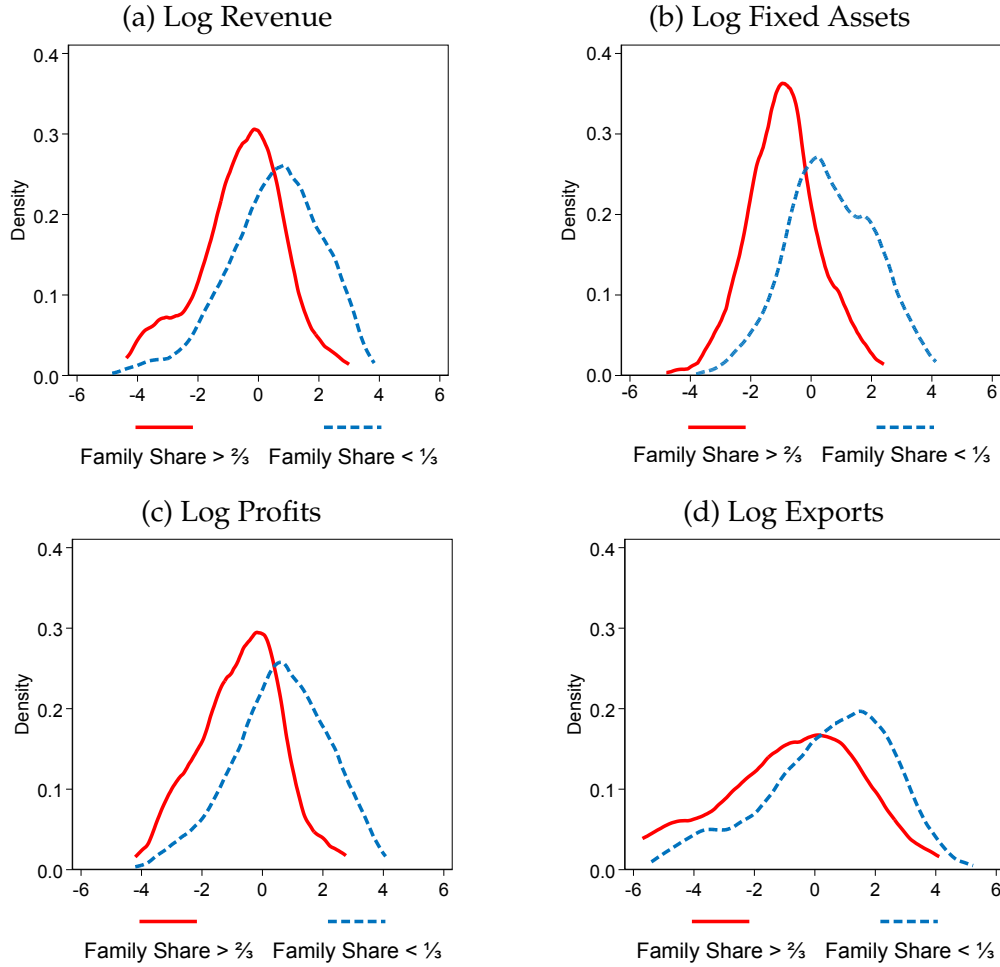 (a) Log Revenue
0.4
0.3
0.2
0.1
0.0
Density
-6 -4 -2 0 2 4 6
Family Share > ⅔ Family Share < ⅓
(b) Log Fixed Assets
0.4
0.3
0.2
0.1
0.0
Density
-6 -4 -2 0 2 4 6
Family Share > ⅔ Family Share < ⅓
(c) Log Profits
0.4
0.3
0.2
0.1
0.0
Density
-6 -4 -2 0 2 4 6
Family Share > ⅔ Family Share < ⅓
(d) Log Exports
0.4
0.3
0.2
0.1
0.0
Density
-6 -4 -2 0 2 4 6
Family Share > ⅔ Family Share < ⅓